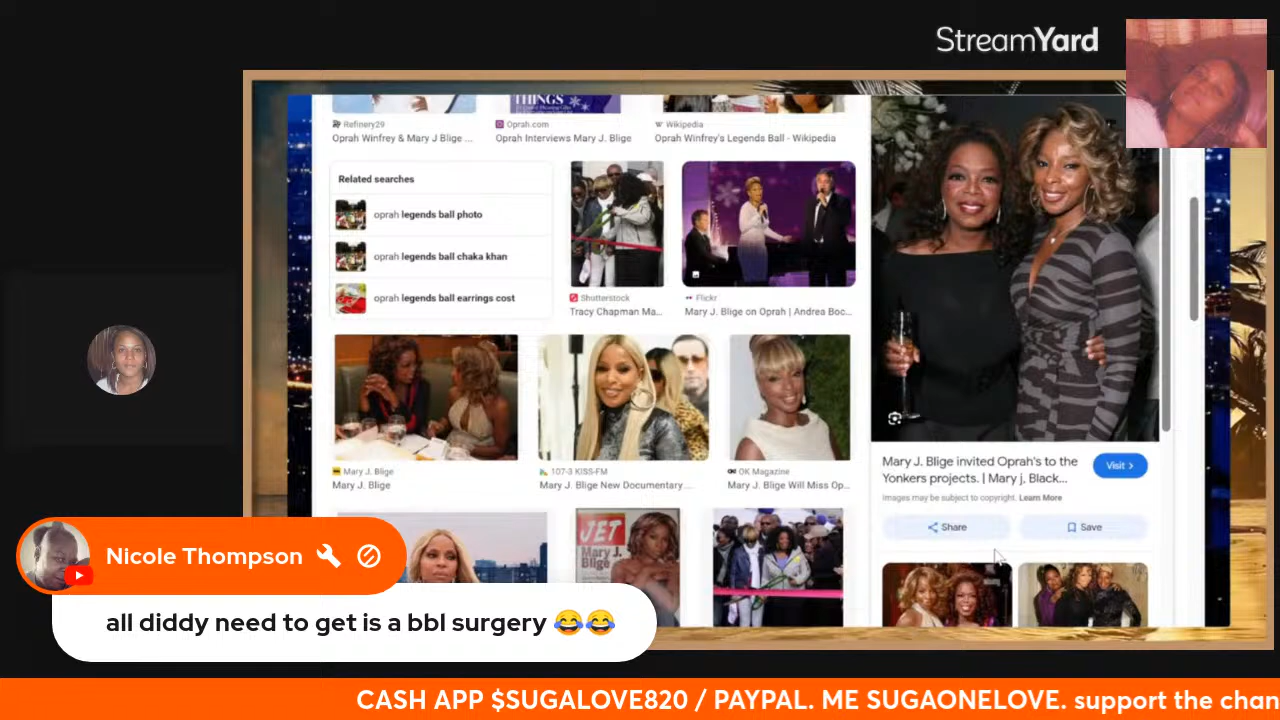 StreamYard
THINGS
Refinery29
Oprah Winfrey & Mary J Blige ...
Oprah.com
Oprah Interviews Mary J. Blige
W Wikipedia
Oprah Winfrey's Legends Ball - Wikipedia
Related searches
oprah legends ball photo
oprah legends ball chaka khan
oprah legends ball earrings cost
Shutterstock
Tracy Chapman Ma...
Flickr
Mary J. Blige on Oprah | Andrea Boc...
Mary J. Blige
Mary J. Blige
107-3 KISS-FM
Mary J. Blige New Documentary ...
OK Magazine
Mary J. Blige Will Miss Op...
JET
Mary J.
Blige
Mary J. Blige invited Oprah's to the
Yonkers projects. | Mary j, Black...
Visit
Images may be subject to copyright. Learn More
Share
Save
Nicole Thompson
all diddy need to get is a bbl surgery 😂😂
CASH APP $SUGALOVE820 / PAYPAL. ME SUGAONELOVE. support the chan